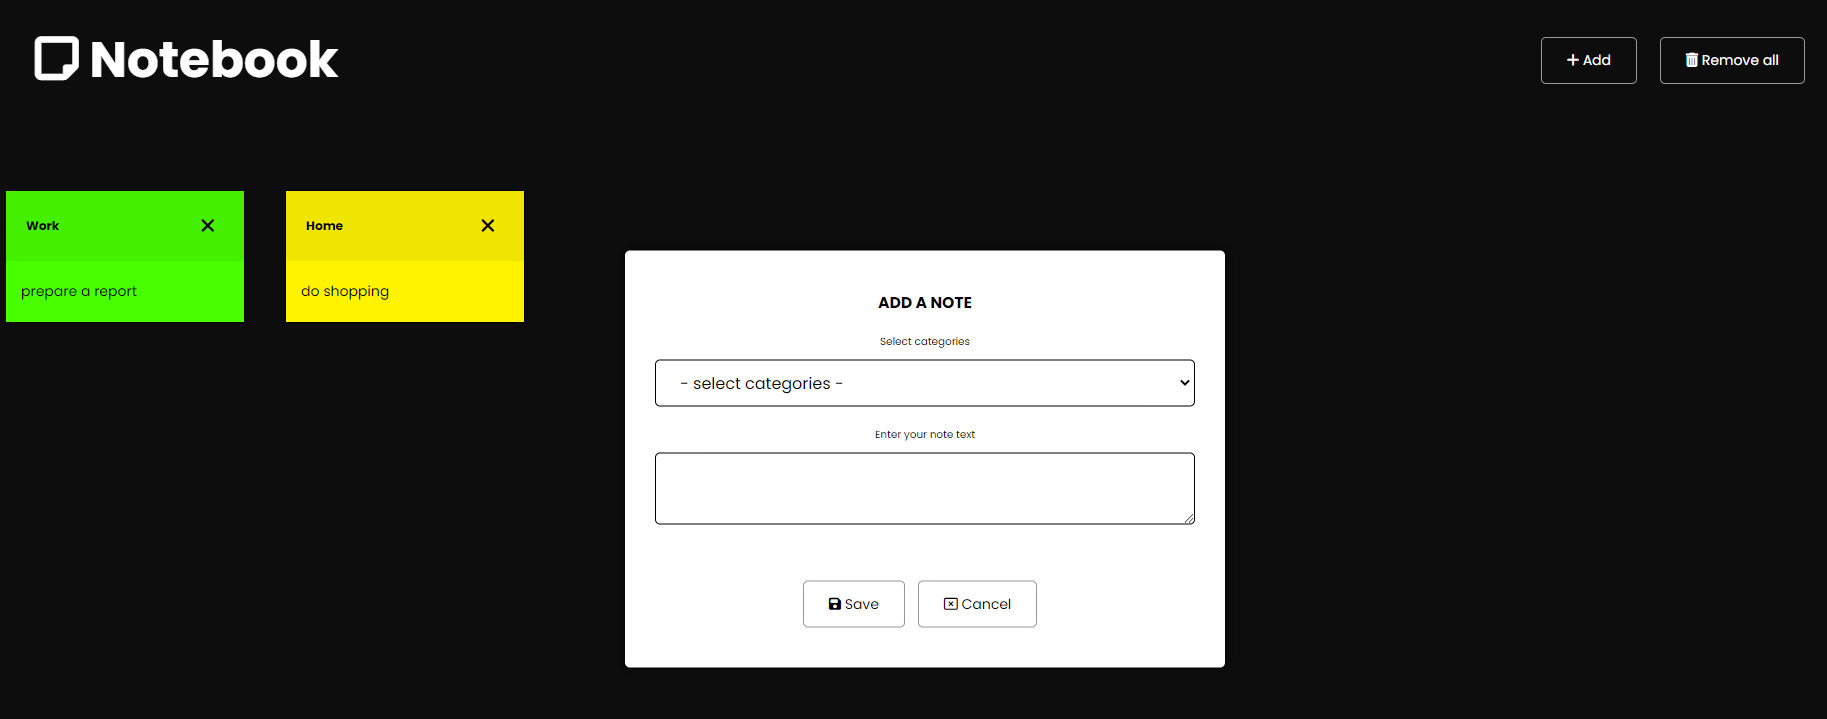 Notebook
Add
Remove all
Work
prepare a report
Home
do shopping
ADD A NOTE
Select categories
- select categories -
Enter your note text
Save
Cancel